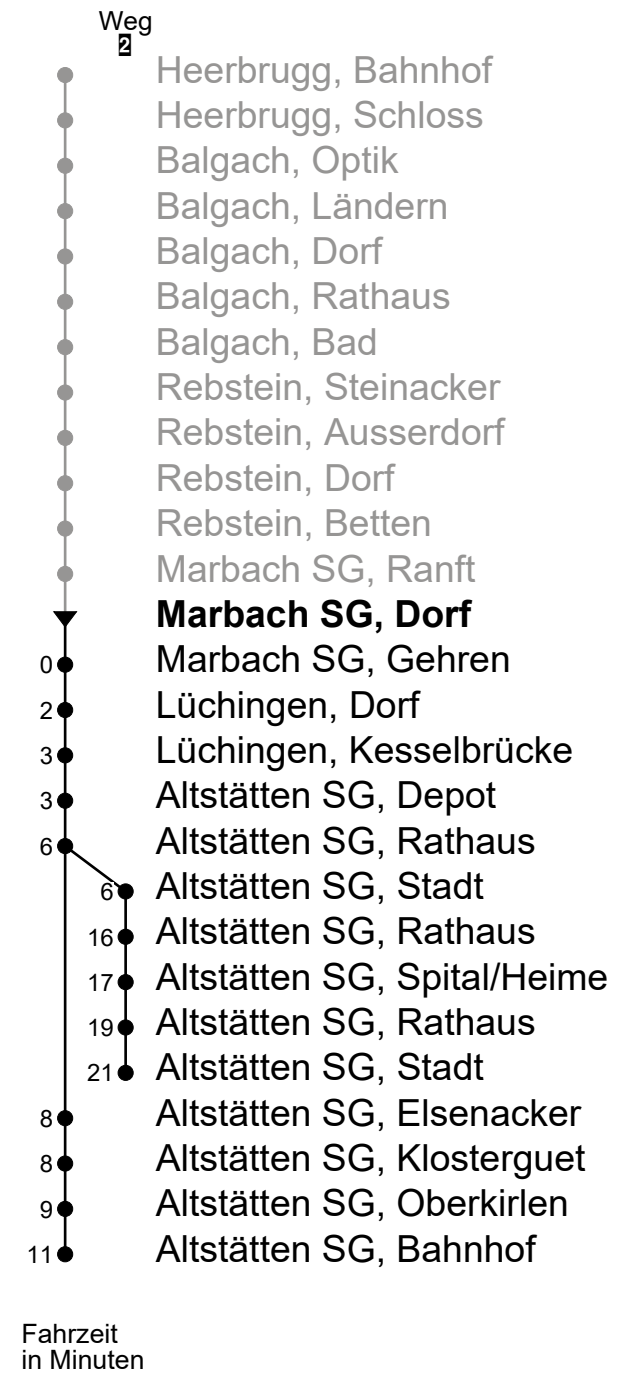 Weg
2
Heerbrugg, Bahnhof
Heerbrugg, Schloss
Balgach, Optik
Balgach, Ländern
Balgach, Dorf
Balgach, Rathaus
Balgach, Bad
Rebstein, Steinacker
Rebstein, Ausserdorf
Rebstein, Dorf
Rebstein, Betten
Marbach SG, Ranft
Marbach SG, Dorf
0 Marbach SG, Gehren
2 Lüchingen, Dorf
3 Lüchingen, Kesselbrücke
3 Altstätten SG, Depot
6 Altstätten SG, Rathaus
6 Altstätten SG, Stadt
16 Altstätten SG, Rathaus
17 Altstätten SG, Spital/Heime
19 Altstätten SG, Rathaus
21 Altstätten SG, Stadt
8 Altstätten SG, Elsenacker
8 Altstätten SG, Klosterguet
9 Altstätten SG, Oberkirlen
11 Altstätten SG, Bahnhof
Fahrzeit
in Minuten